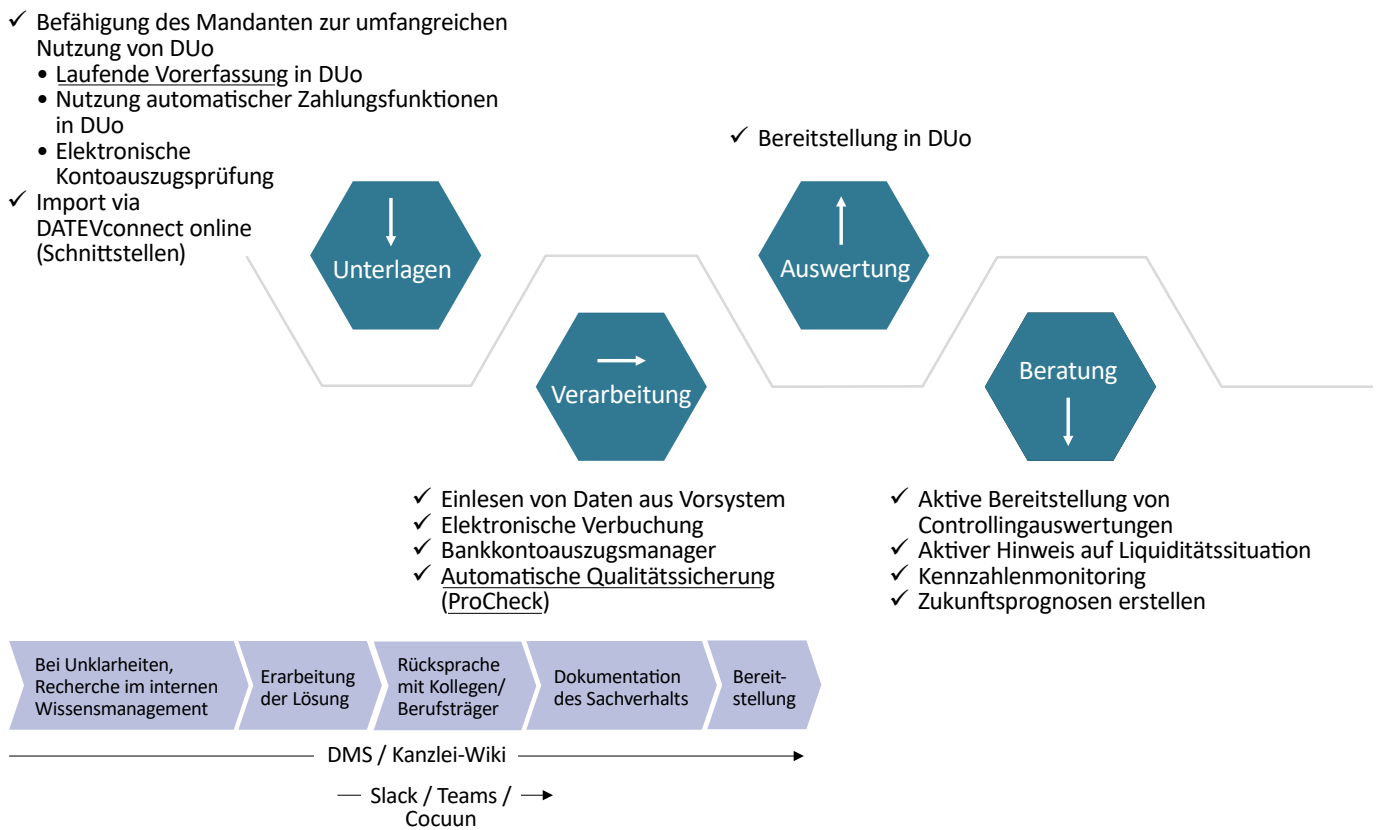 ✓ Befähigung des Mandanten zur umfangreichen
Nutzung von DUo
• Laufende Vorerfassung in DUo
• Nutzung automatischer Zahlungsfunktionen
in DUo
• Elektronische
Kontoauszugsprüfung
✓ Import via
DATEVconnect online
(Schnittstellen)
Unterlagen
Verarbeitung
✓ Einlesen von Daten aus Vorsystem
✓ Elektronische Verbuchung
✓ Bankkontoauszugsmanager
✓ Automatische Qualitätssicherung
(ProCheck)
✓ Bereitstellung in DUo
Auswertung
Beratung
✓ Aktive Bereitstellung von
Controllingauswertungen
✓ Aktiver Hinweis auf Liquiditätssituation
✓ Kennzahlenmonitoring
✓ Zukunftsprognosen erstellen
Bei Unklarheiten,
Recherche im internen
Wissensmanagement
Erarbeitung
der Lösung
Rücksprache
mit Kollegen/
Berufsträger
Dokumentation
des Sachverhalts
Bereit-
stellung
DMS / Kanzlei-Wiki
Slack / Teams /
Cocuun